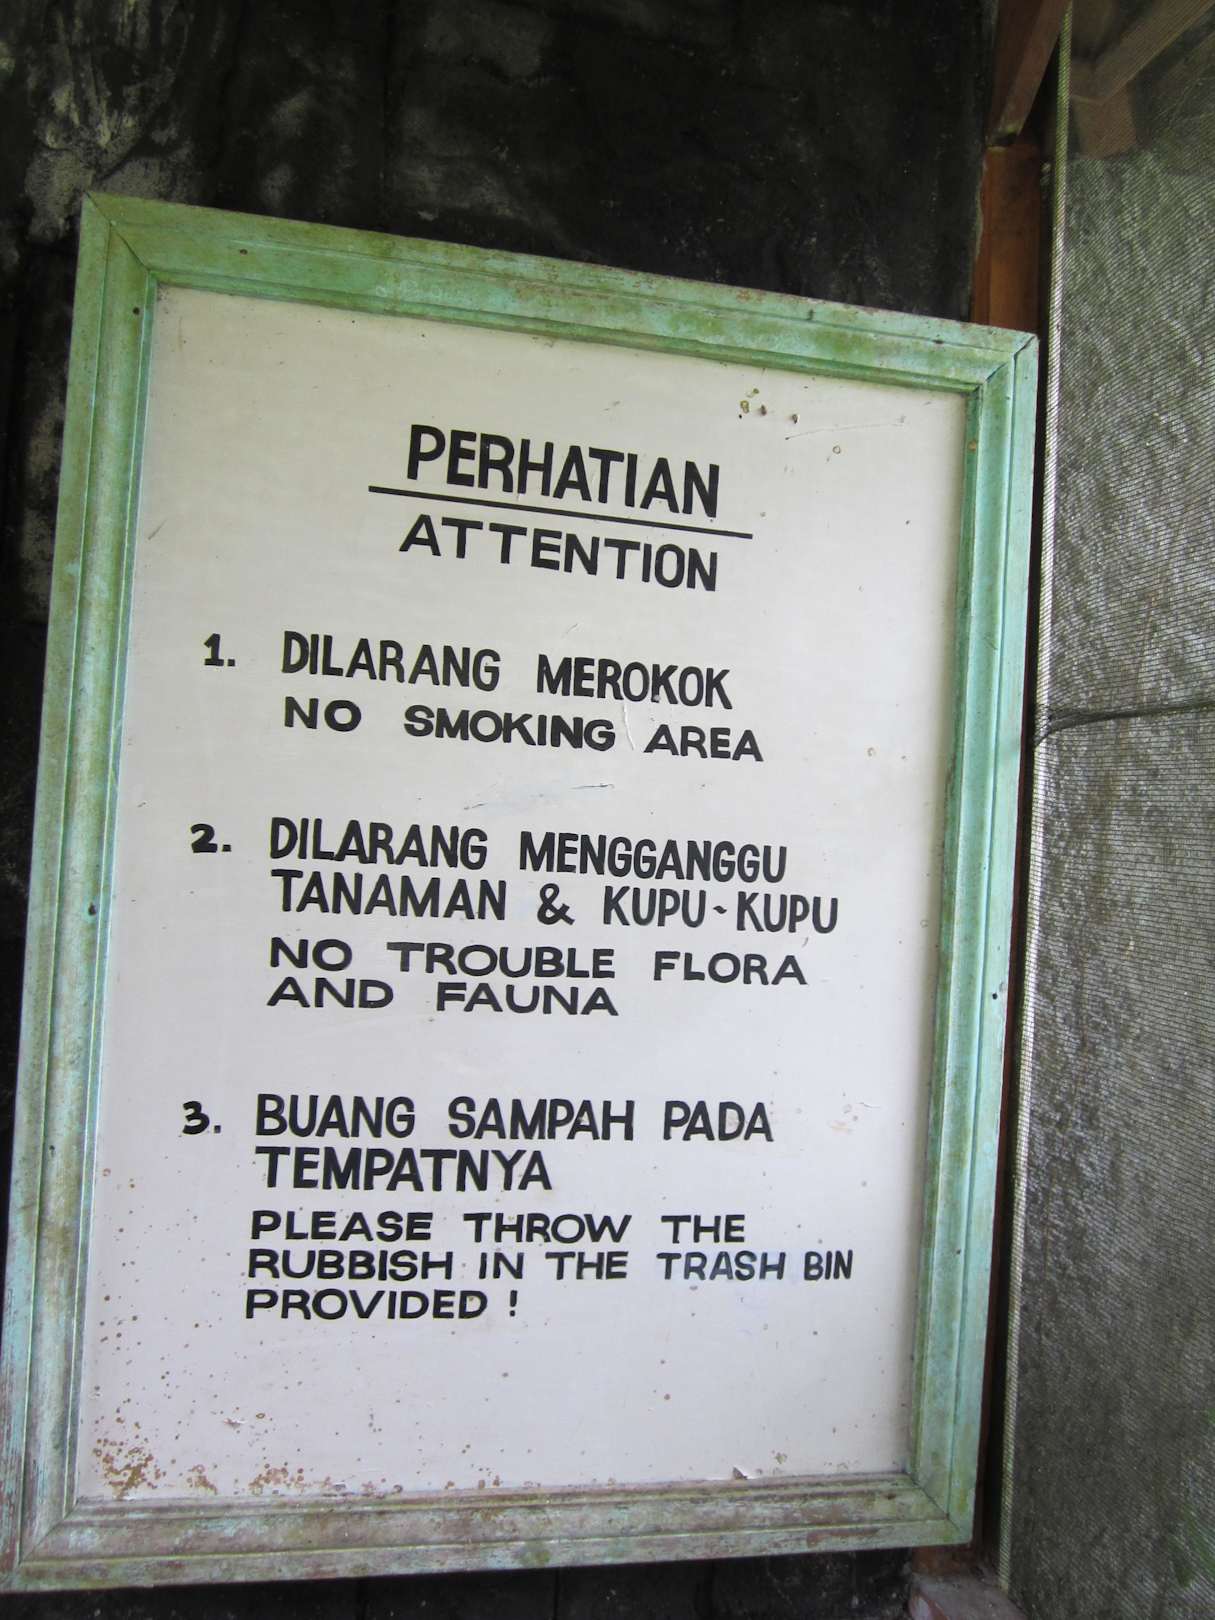 PERHATIAN
ATTENTION
1. DILARANG MEROKOK
NO SMOKING AREA
2. DILARANG MENGGANGGU
TANAMAN & KUPU-KUPU
NO TROUBLE FLORA
AND FAUNA
3. BUANG SAMPAH PADA
TEMPATNYA
PLEASE THROW THE
RUBBISH IN THE TRASH BIN
PROVIDED !